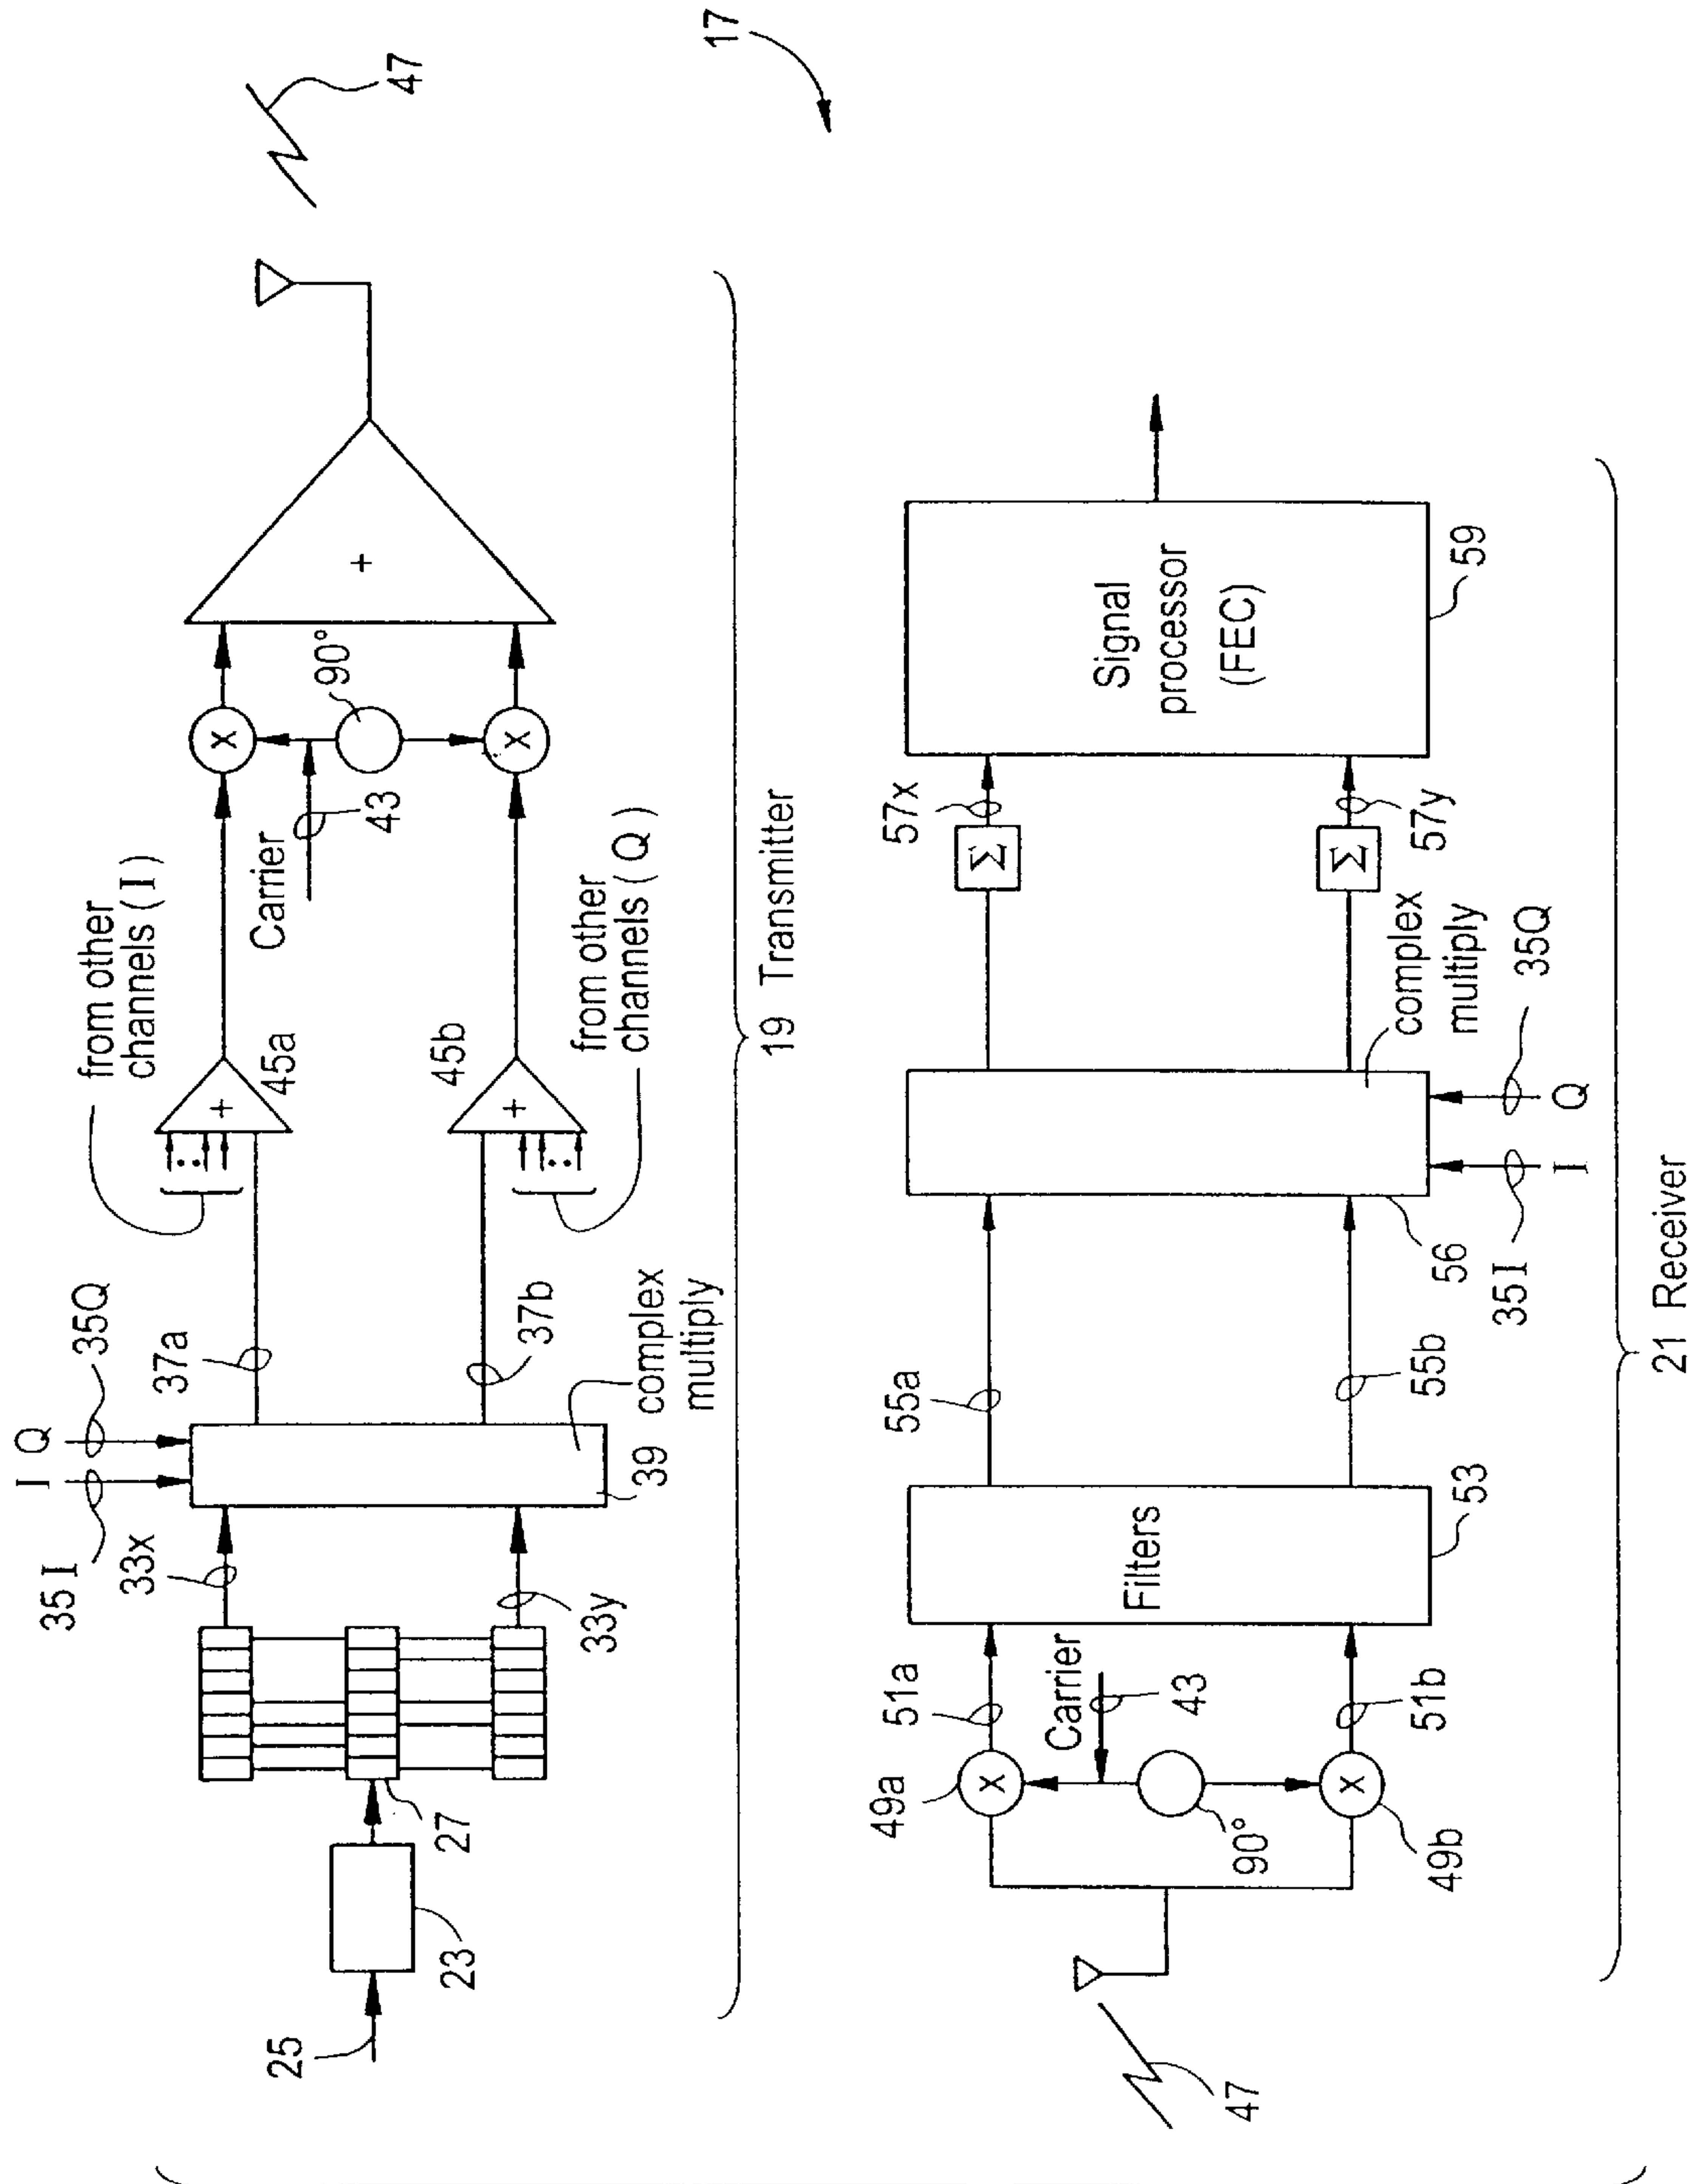 17
47
from other
channels ( I )
Carrier
43
90°
+
X
X
+
45a
+
45b
from other
channels ( Q )
I Q
35I
35Q
33x
33y
37a
37b
39
complex
multiply
25
23
27
19 Transmitter
47
49a
49b
X
X
90°
Carrier
43
51a
51b
Filters
53
55a
55b
56
complex
multiply
35I
35Q
I
Q
Σ
Σ
57x
57y
Signal
processor
(FEC)
59
21 Receiver